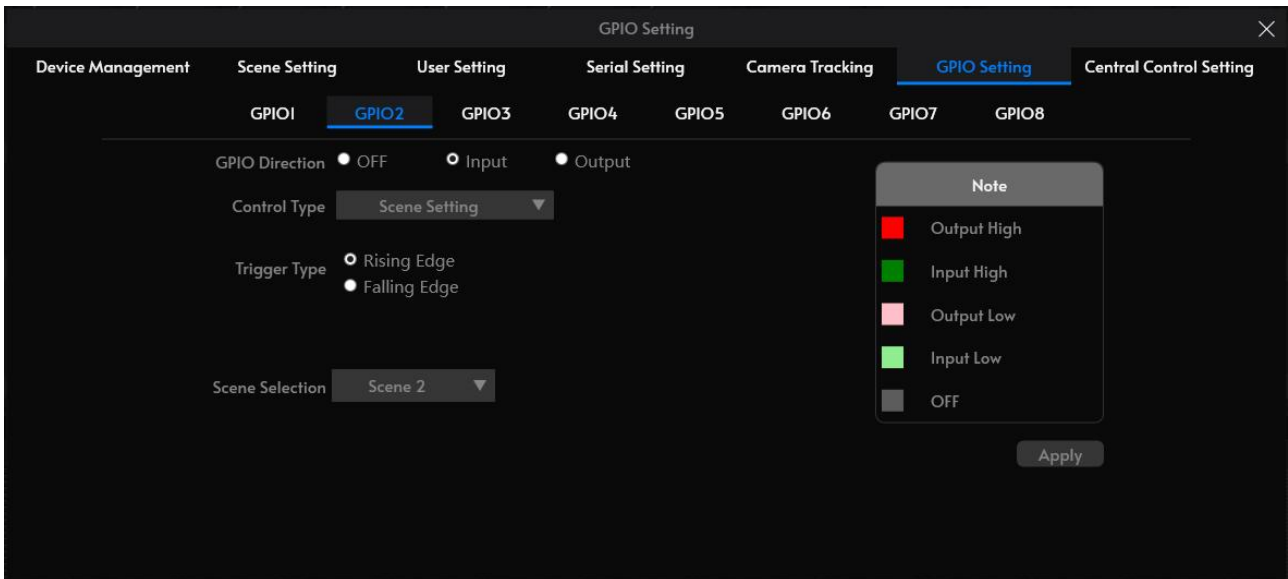 GPIO Setting
Device Management Scene Setting User Setting Serial Setting Camera Tracking GPIO Setting Central Control Setting
GPIO1 GPIO2 GPIO3 GPIO4 GPIO5 GPIO6 GPIO7 GPIO8
GPIO Direction OFF Input Output
Control Type Scene Setting
Trigger Type Rising Edge
Falling Edge
Scene Selection Scene 2
Note
Output High
Input High
Output Low
Input Low
OFF
Apply